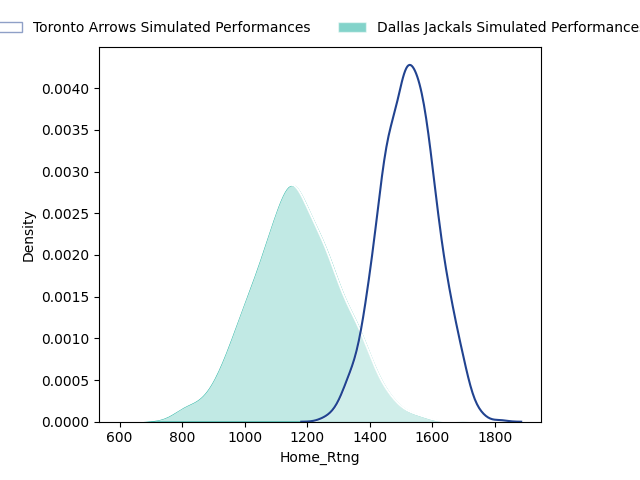 Toronto Arrows Simulated Performances
Dallas Jackals Simulated Performance
0.0040
0.0035
0.0030
0.0025
0.0020
0.0015
0.0010
0.0005
0.0000
Density
600 800 1000 1200 1400 1600 1800
Home_Rtng